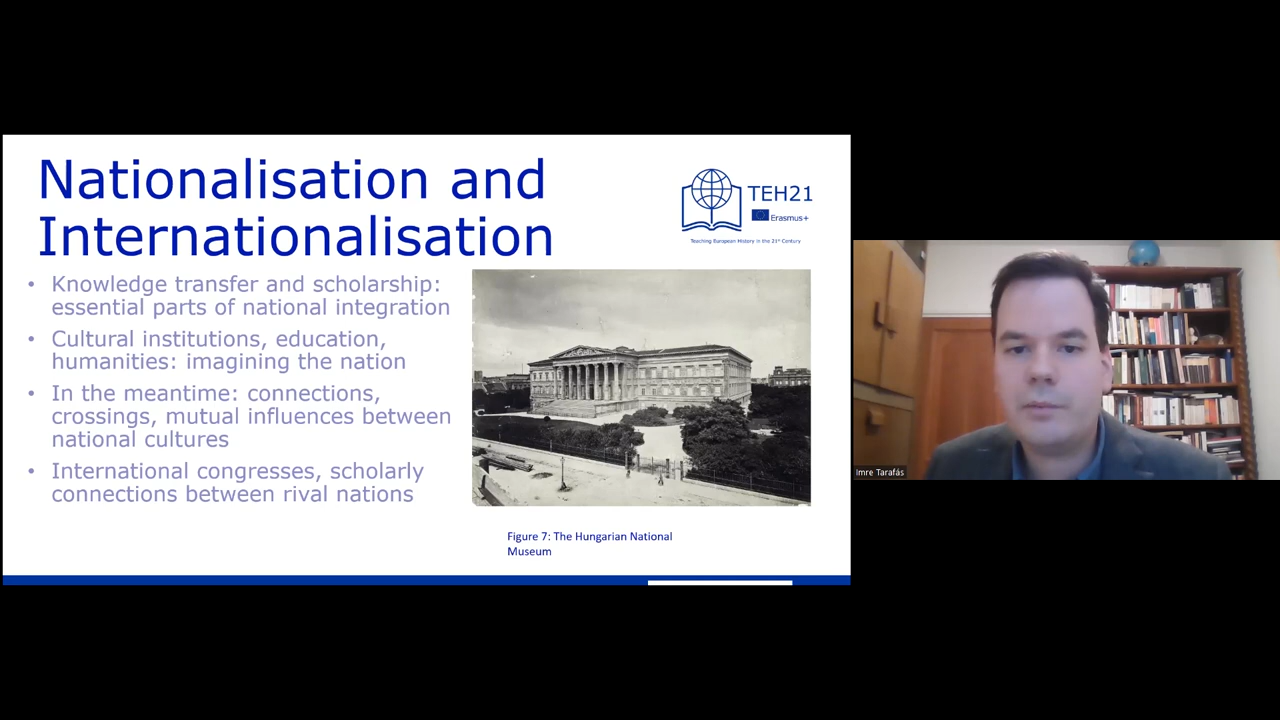 Nationalisation and
Internationalisation
TEH21
Erasmus+
Teaching European History in the 21st Century
• Knowledge transfer and scholarship:
essential parts of national integration
• Cultural institutions, education,
humanities: imagining the nation
• In the meantime: connections,
crossings, mutual influences between
national cultures
• International congresses, scholarly
connections between rival nations
Figure 7: The Hungarian National
Museum
Imre Tarafás